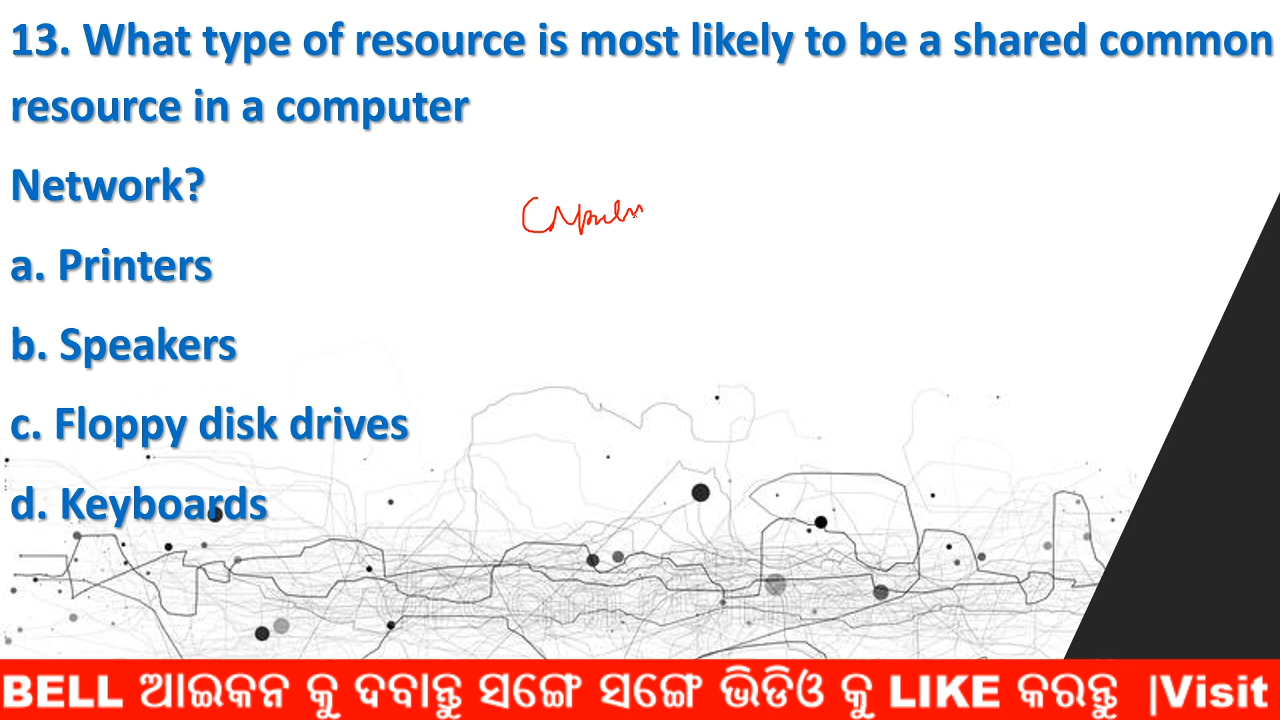 13. What type of resource is most likely to be a shared common
resource in a computer
Network?
a. Printers
b. Speakers
c. Floppy disk drives
d. Keyboards
BELL ଆଇକନ କୁ ଦବାନ୍ତୁ ସଙ୍ଗେ ସଙ୍ଗେ ଭିଡିଓ କୁ LIKE କରନ୍ତୁ |Visit